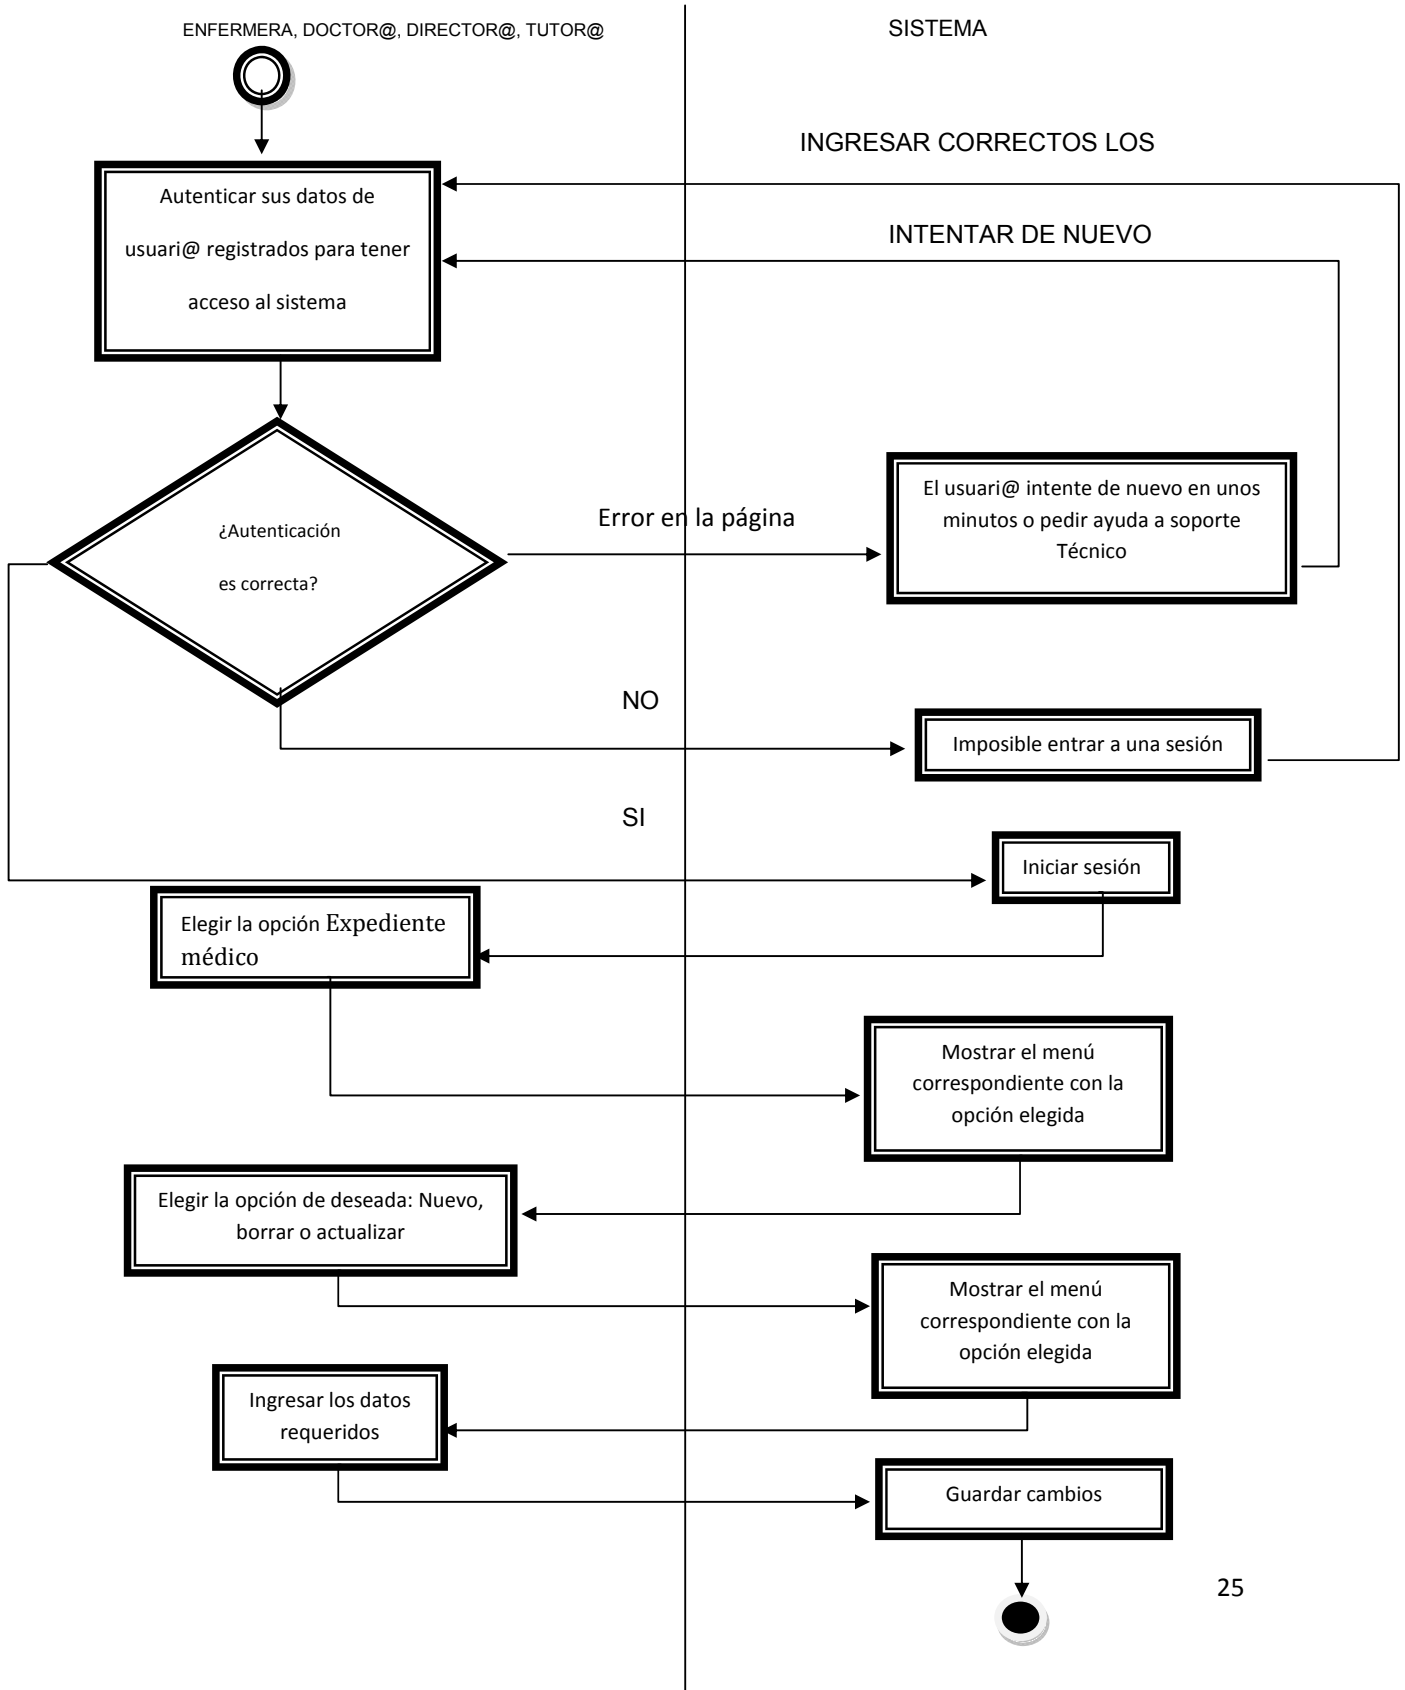 ENFERMERA, DOCTOR@, DIRECTOR@, TUTOR@
SISTEMA
INGRESAR CORRECTOS LOS
Autenticar sus datos de
usuari@ registrados para tener
acceso al sistema
INTENTAR DE NUEVO
¿Autenticación
es correcta?
Error en la página
El usuari@ intente de nuevo en unos
minutos o pedir ayuda a soporte
Técnico
NO
Imposible entrar a una sesión
SI
Iniciar sesión
Elegir la opción Expediente
médico
Mostrar el menú
correspondiente con la
opción elegida
Elegir la opción de deseada: Nuevo,
borrar o actualizar
Mostrar el menú
correspondiente con la
opción elegida
Ingresar los datos
requeridos
Guardar cambios
25